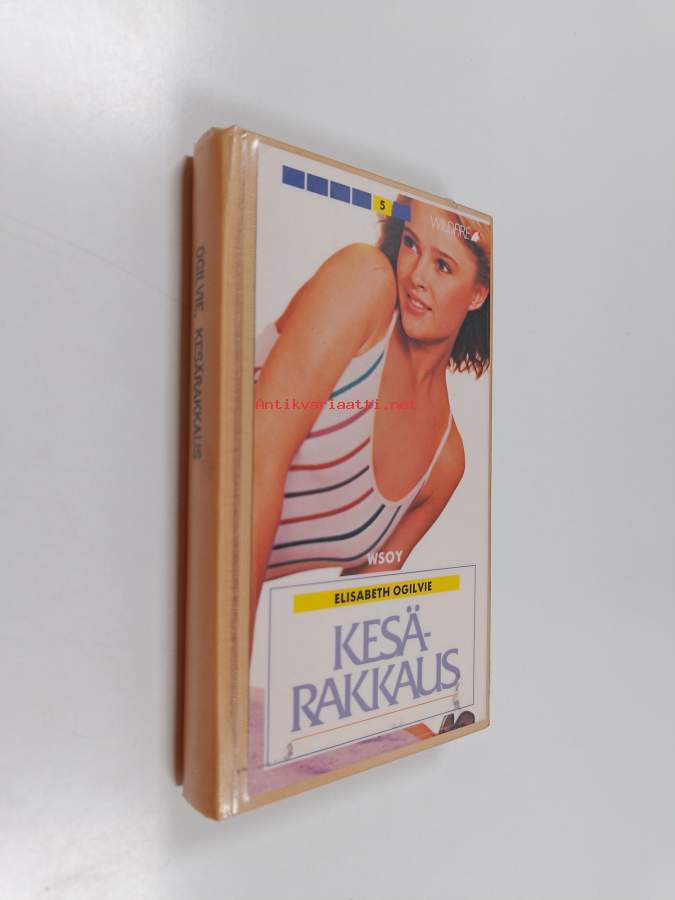 5
WILDFIRE
OGILVIE, KESÄRAKKAUS
Antikvariaatti.net
WSOY
ELISABETH OGILVIE
KESÄ-
RAKKAUS